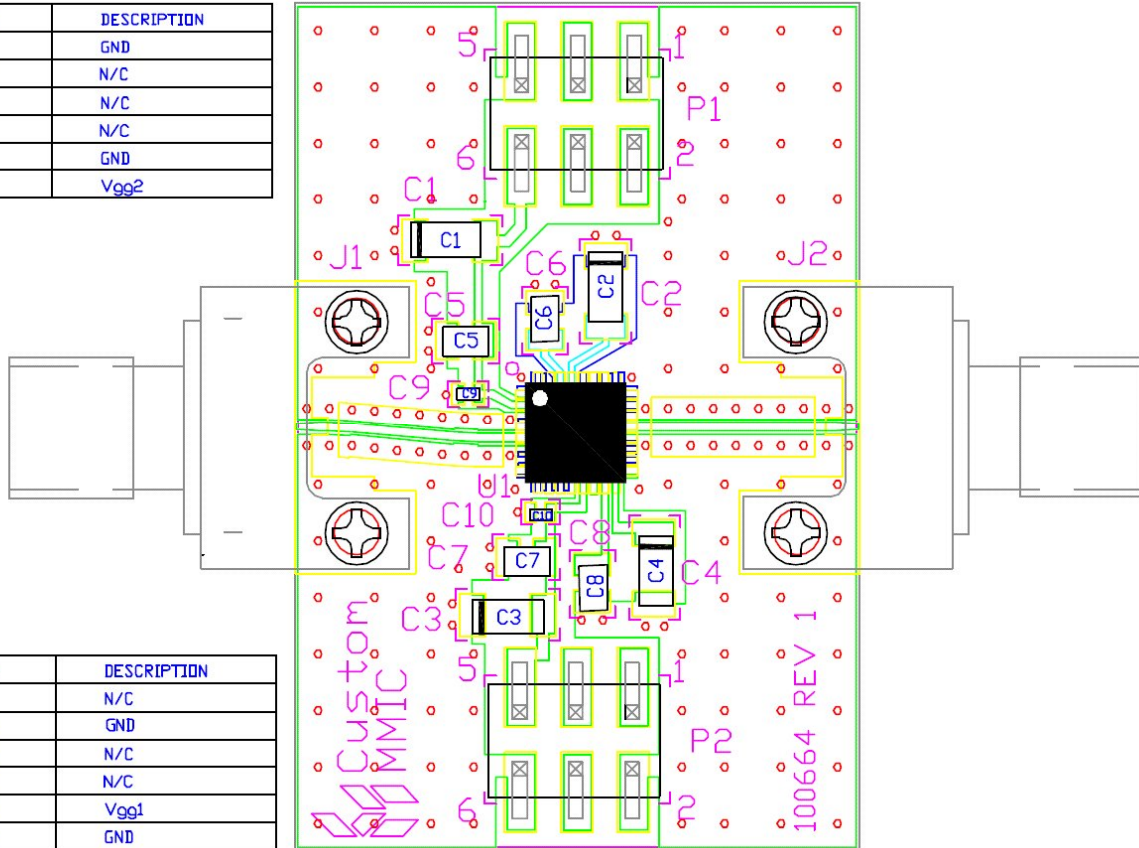 DESCRIPTION
GND
N/C
N/C
N/C
GND
Vgg2
5
1
P1
6
2
C1
C1
J1
J2
C6
C2
C2
C6
C5
C5
C9
C9
U1
C10
C10
C8
C7
C7
C8
C4
C4
C3
C3
5
1
P2
6
2
Custom
MMIC
100664 REV 1
DESCRIPTION
N/C
GND
N/C
N/C
Vgg1
GND